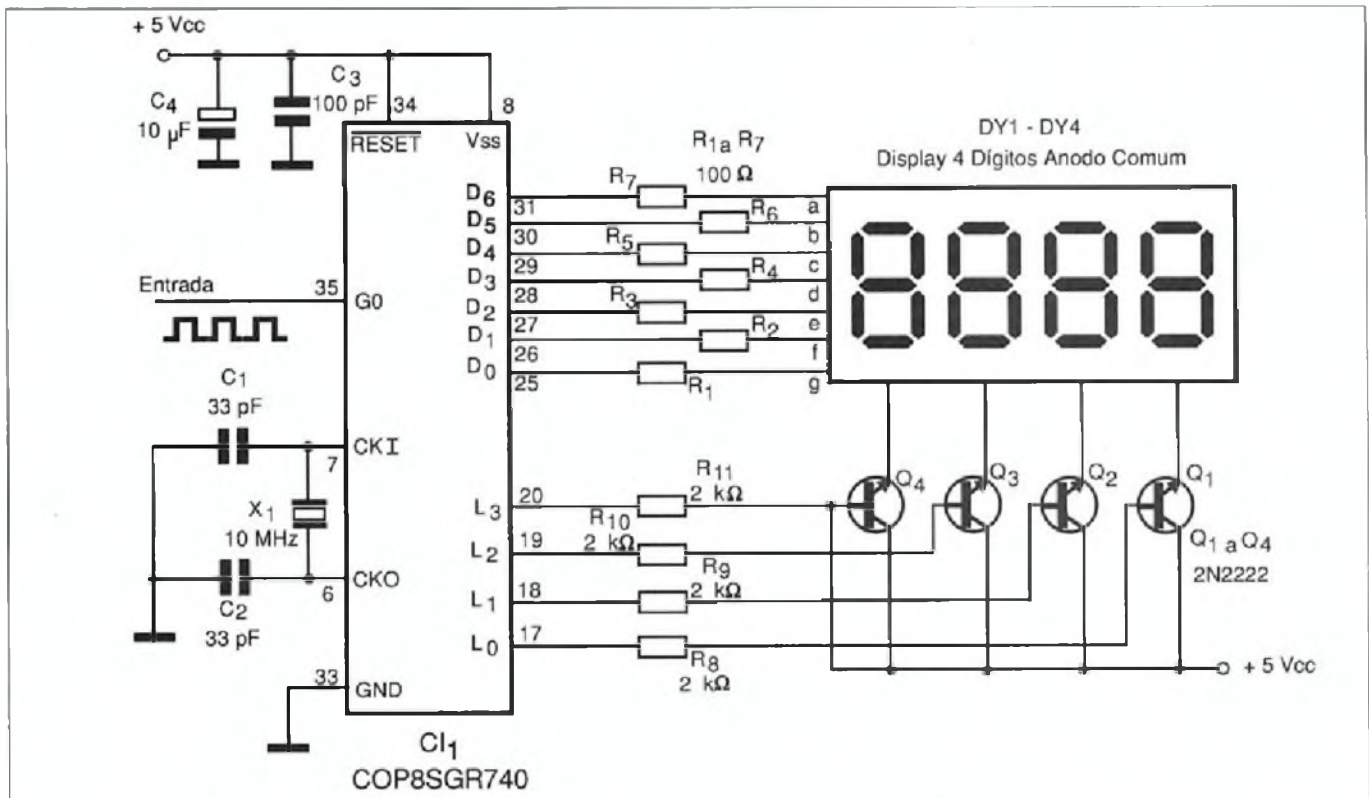 + 5 Vcc
C4
10 µF
C3
100 pF
34
8
RESET
Vss
DY1 - DY4
Display 4 Dígitos Anodo Comum
R1a R7
100 Ω
D6
31
R7
a
D5
30
R6
b
D4
29
R5
c
D3
28
R4
d
D2
27
R3
e
D1
26
R2
f
D0
25
R1
g
Entrada
35
G0
C1
33 pF
CKI
7
X1
10 MHz
CKO
6
C2
33 pF
L3
20
R11
2 kΩ
L2
19
R10
2 kΩ
L1
18
R9
2 kΩ
L0
17
R8
2 kΩ
Q4
Q3
Q2
Q1
Q1 a Q4
2N2222
+ 5 Vcc
33
GND
CI1
COP8SGR740